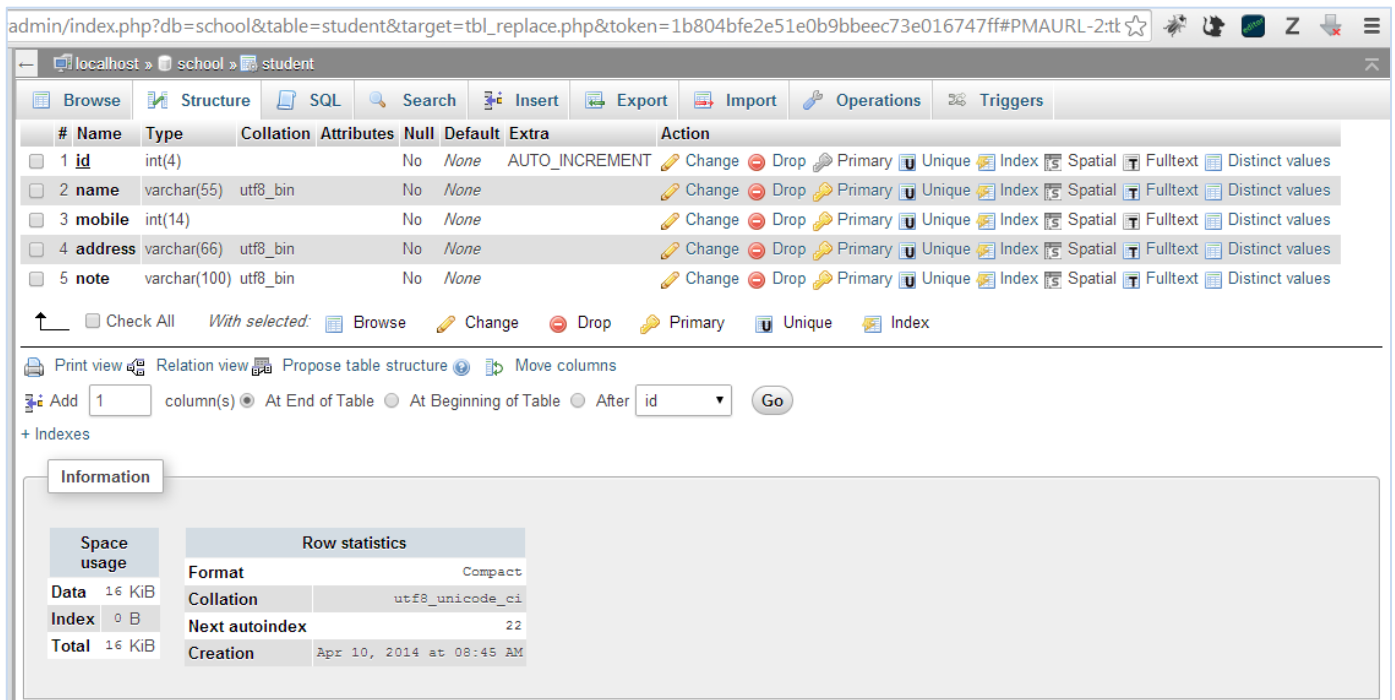 admin/index.php?db=school&table=student&target=tbl_replace.php&token=1b804bfe2e51e0b9bbeec73e016747ff#PMAURL-2:tb
localhost » school » student
Browse Structure SQL Search Insert Export Import Operations Triggers
# Name Type Collation Attributes Null Default Extra Action
1 id int(4) No None AUTO_INCREMENT Change Drop Primary Unique Index Spatial Fulltext Distinct values
2 name varchar(55) utf8_bin No None Change Drop Primary Unique Index Spatial Fulltext Distinct values
3 mobile int(14) No None Change Drop Primary Unique Index Spatial Fulltext Distinct values
4 address varchar(66) utf8_bin No None Change Drop Primary Unique Index Spatial Fulltext Distinct values
5 note varchar(100) utf8_bin No None Change Drop Primary Unique Index Spatial Fulltext Distinct values
Check All With selected: Browse Change Drop Primary Unique Index
Print view Relation view Propose table structure Move columns
Add 1 column(s) At End of Table At Beginning of Table After id Go
+ Indexes
Information
Space usage
Data 16 KiB
Index 0 B
Total 16 KiB
Row statistics
Format Compact
Collation utf8_unicode_ci
Next autoindex 22
Creation Apr 10, 2014 at 08:45 AM